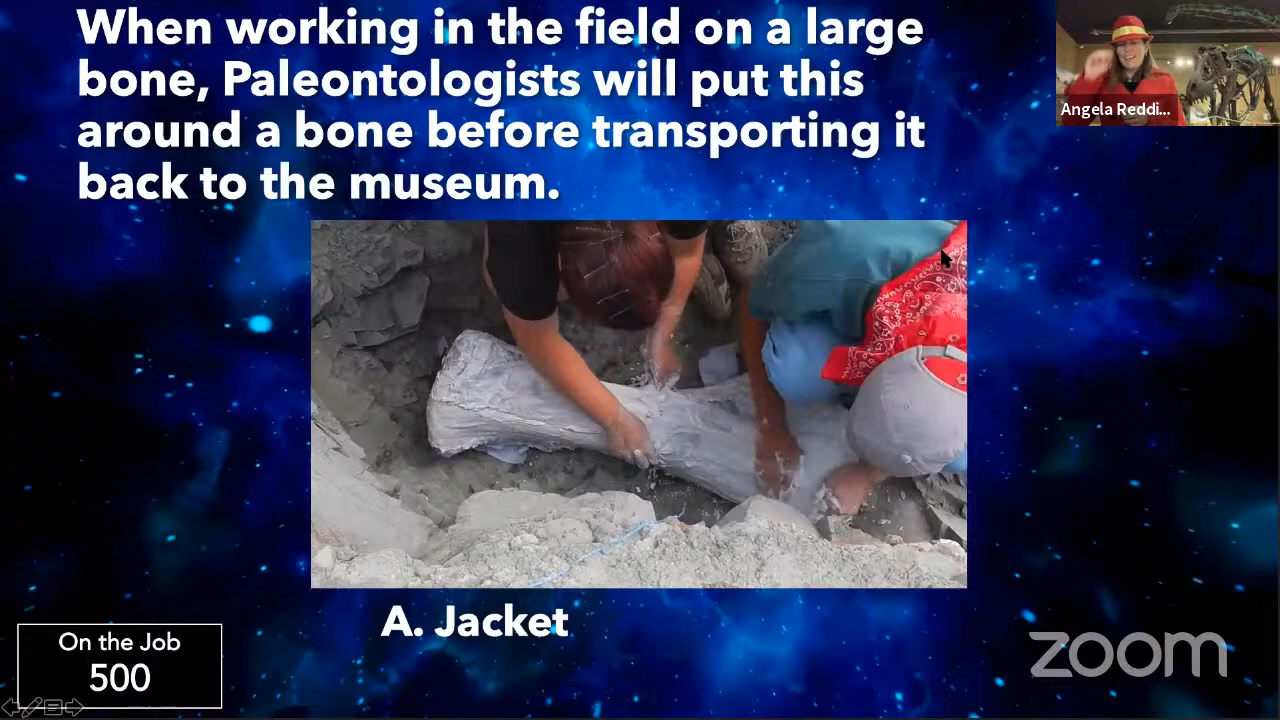 When working in the field on a large
bone, Paleontologists will put this
around a bone before transporting it
back to the museum.
Angela Reddi...
A. Jacket
On the Job
500
zoom